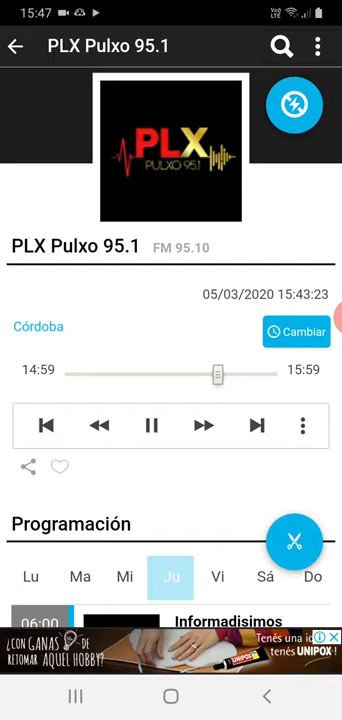 15:47
LTE
PLX Pulxo 95.1
PLX
PULXO 95.1
PLX Pulxo 95.1 FM 95.10
05/03/2020 15:43:23
Córdoba
Cambiar
14:59 15:59
Programación
Lu Ma Mi Ju Vi Sá Do
06:00 Informadisimos
¿CON GANAS DE
RETOMAR AQUEL HOBBY?
UNIPOX
Tenés una i
tenés UNIPOX!